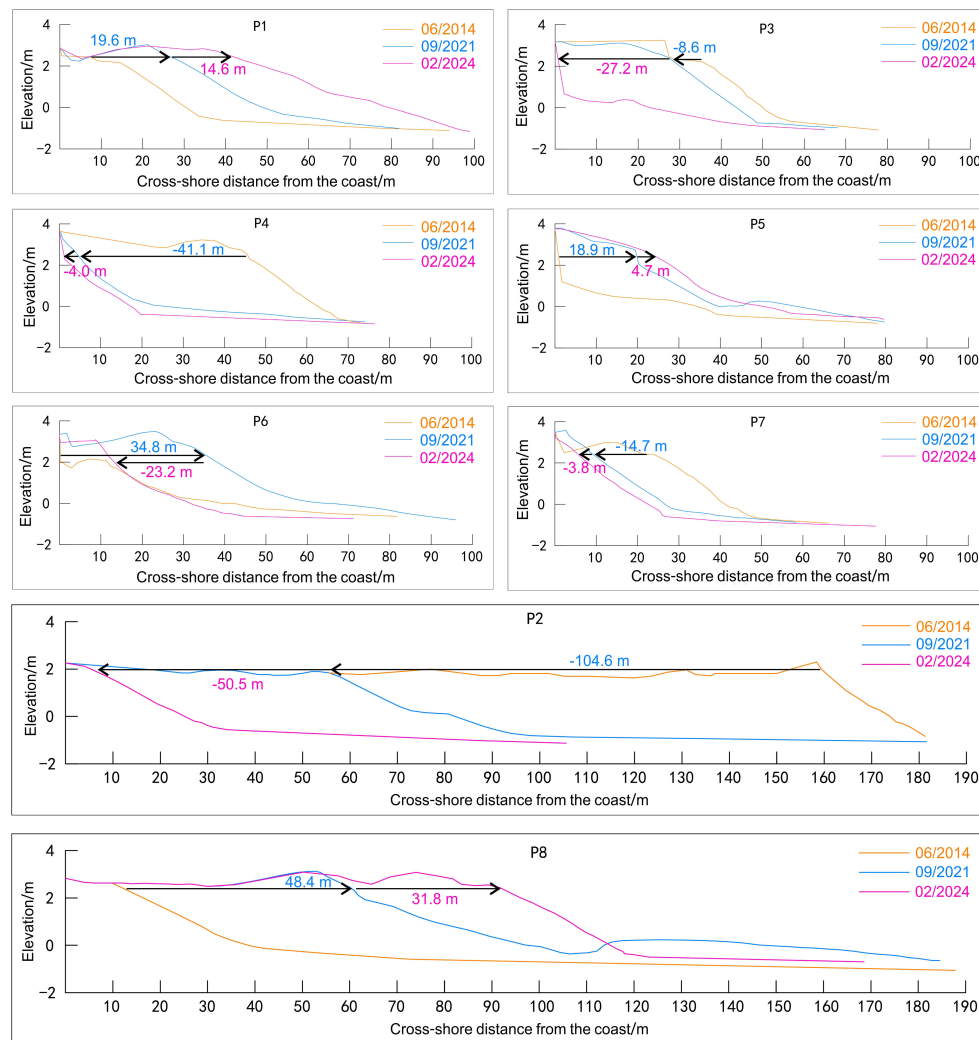 P1
06/2014
09/2021
02/2024
19.6 m
14.6 m
Elevation/m
4
2
0
−2
0 10 20 30 40 50 60 70 80 90 100
Cross-shore distance from the coast/m
P3
06/2014
09/2021
02/2024
-8.6 m
-27.2 m
Elevation/m
4
2
0
−2
0 10 20 30 40 50 60 70 80 90 100
Cross-shore distance from the coast/m
P4
06/2014
09/2021
02/2024
-41.1 m
-4.0 m
Elevation/m
4
2
0
−2
0 10 20 30 40 50 60 70 80 90 100
Cross-shore distance from the coast/m
P5
06/2014
09/2021
02/2024
18.9 m
4.7 m
Elevation/m
4
2
0
−2
0 10 20 30 40 50 60 70 80 90 100
Cross-shore distance from the coast/m
P6
06/2014
09/2021
02/2024
34.8 m
-23.2 m
Elevation/m
4
2
0
−2
0 10 20 30 40 50 60 70 80 90 100
Cross-shore distance from the coast/m
P7
06/2014
09/2021
02/2024
-14.7 m
-3.8 m
Elevation/m
4
2
0
−2
0 10 20 30 40 50 60 70 80 90 100
Cross-shore distance from the coast/m
P2
06/2014
09/2021
02/2024
-104.6 m
-50.5 m
Elevation/m
4
2
0
−2
10 20 30 40 50 60 70 80 90 100 110 120 130 140 150 160 170 180 190
Cross-shore distance from the coast/m
P8
06/2014
09/2021
02/2024
48.4 m
31.8 m
Elevation/m
4
2
0
−2
10 20 30 40 50 60 70 80 90 100 110 120 130 140 150 160 170 180 190
Cross-shore distance from the coast/m